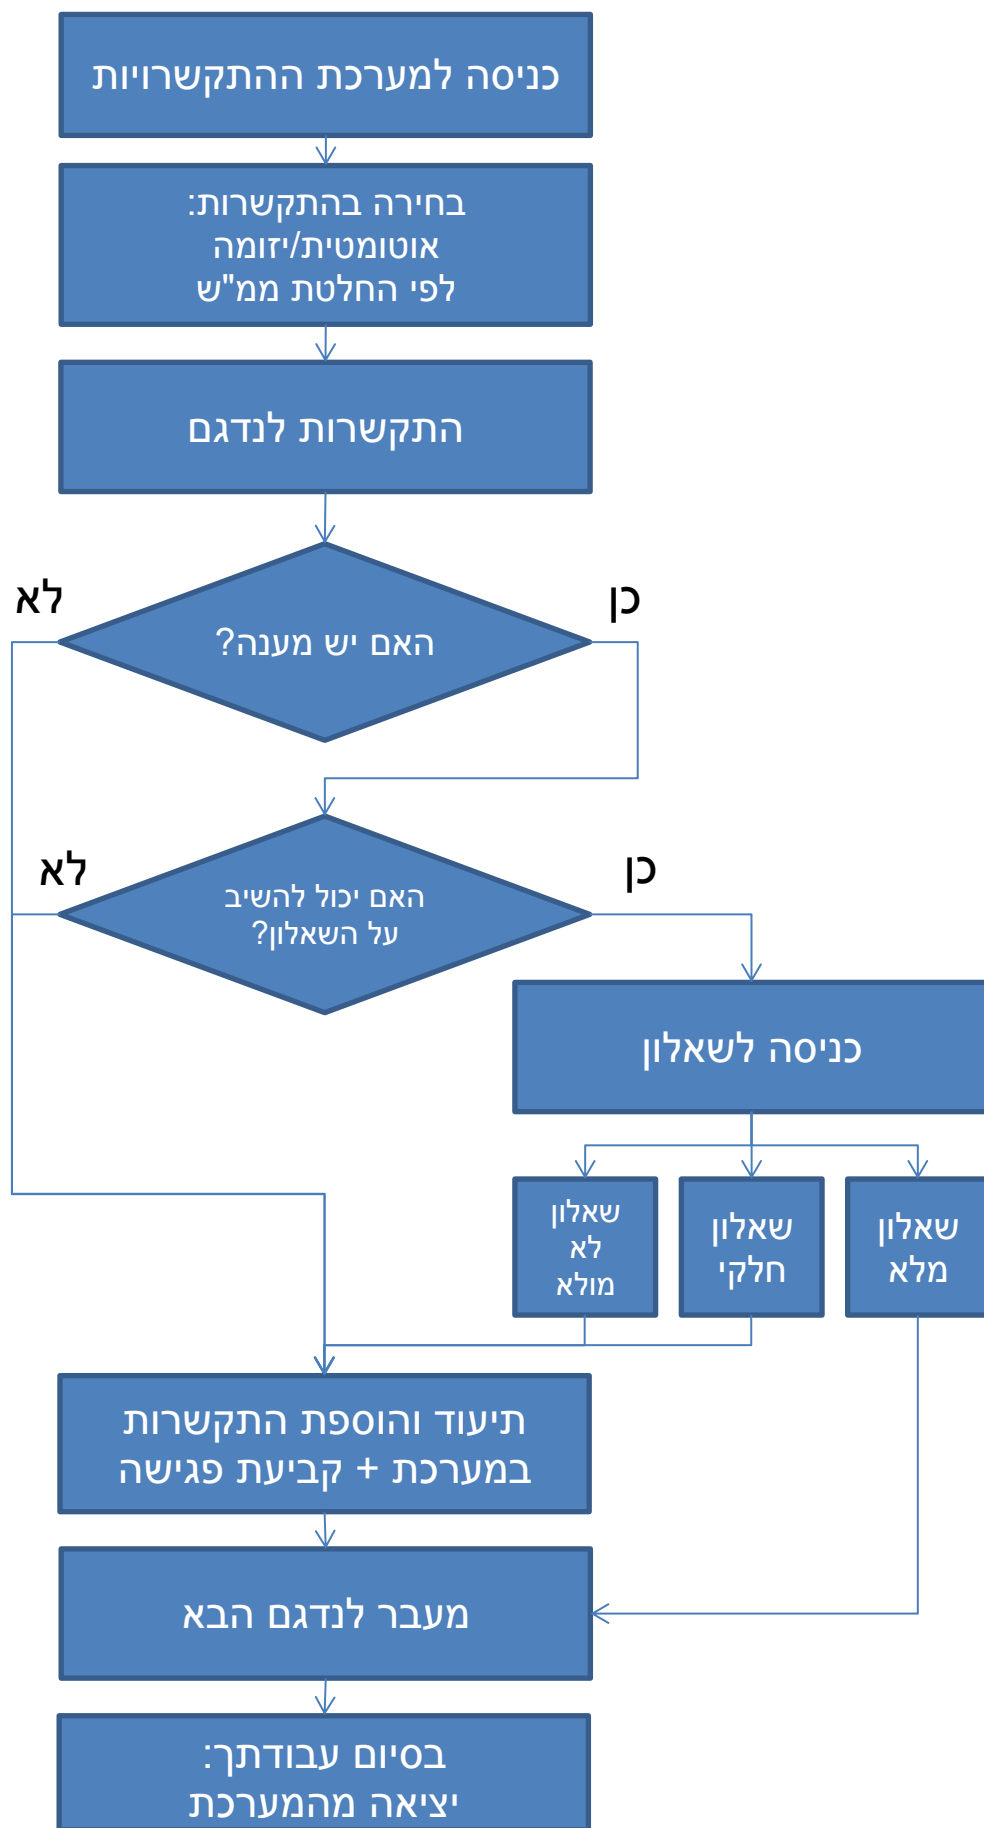 כניסה למערכת ההתקשרויות
בחירה בהתקשרות:
אוטומטית/יזומה
לפי החלטת ממ"ש
התקשרות לנדגם
כן
לא
האם יש מענה?
כן
לא
האם יכול להשיב
על השאלון?
כניסה לשאלון
שאלון
מלא
שאלון
חלקי
שאלון
לא
מולא
תיעוד והוספת התקשרות
במערכת + קביעת פגישה
מעבר לנדגם הבא
בסיום עבודתך:
יציאה מהמערכת